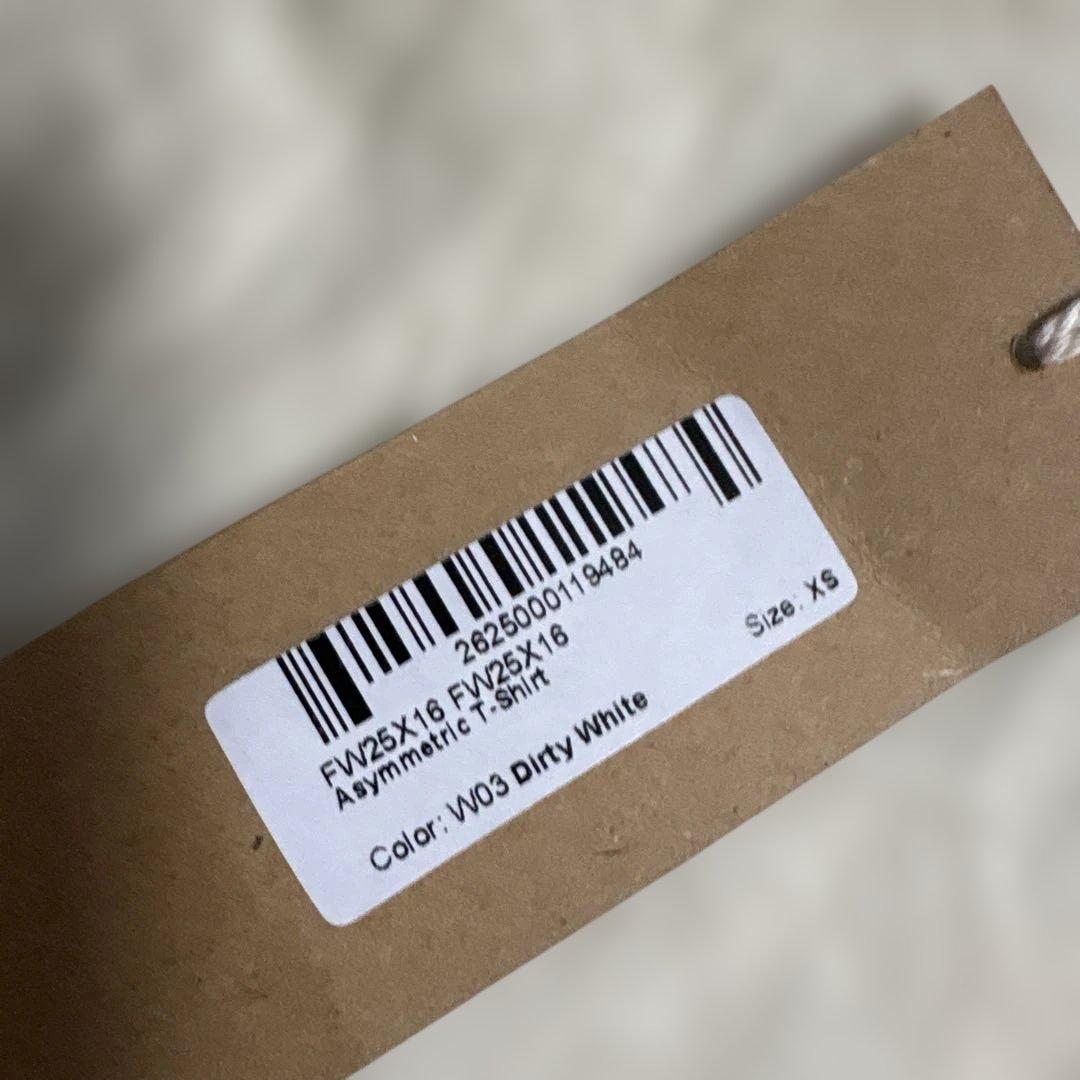 2625000119484
FW25X16 FW25X16
Asymmetric T-Shirt
Color: W03 Dirty White
Size: XS